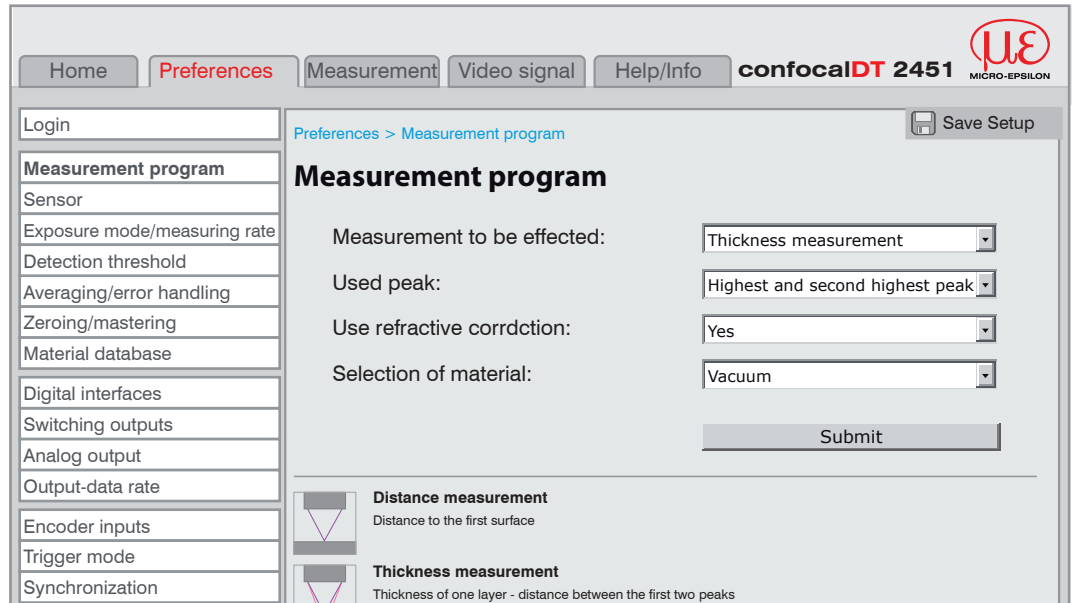 Home
Preferences
Measurement
Video signal
Help/Info
confocalDT 2451
με
MICRO-EPSILON
Login
Measurement program
Sensor
Exposure mode/measuring rate
Detection threshold
Averaging/error handling
Zeroing/mastering
Material database
Digital interfaces
Switching outputs
Analog output
Output-data rate
Encoder inputs
Trigger mode
Synchronization
Preferences > Measurement program
Save Setup
Measurement program
Measurement to be effected: Thickness measurement
Used peak: Highest and second highest peak
Use refractive corrdction: Yes
Selection of material: Vacuum
Submit
Distance measurement
Distance to the first surface
Thickness measurement
Thickness of one layer - distance between the first two peaks